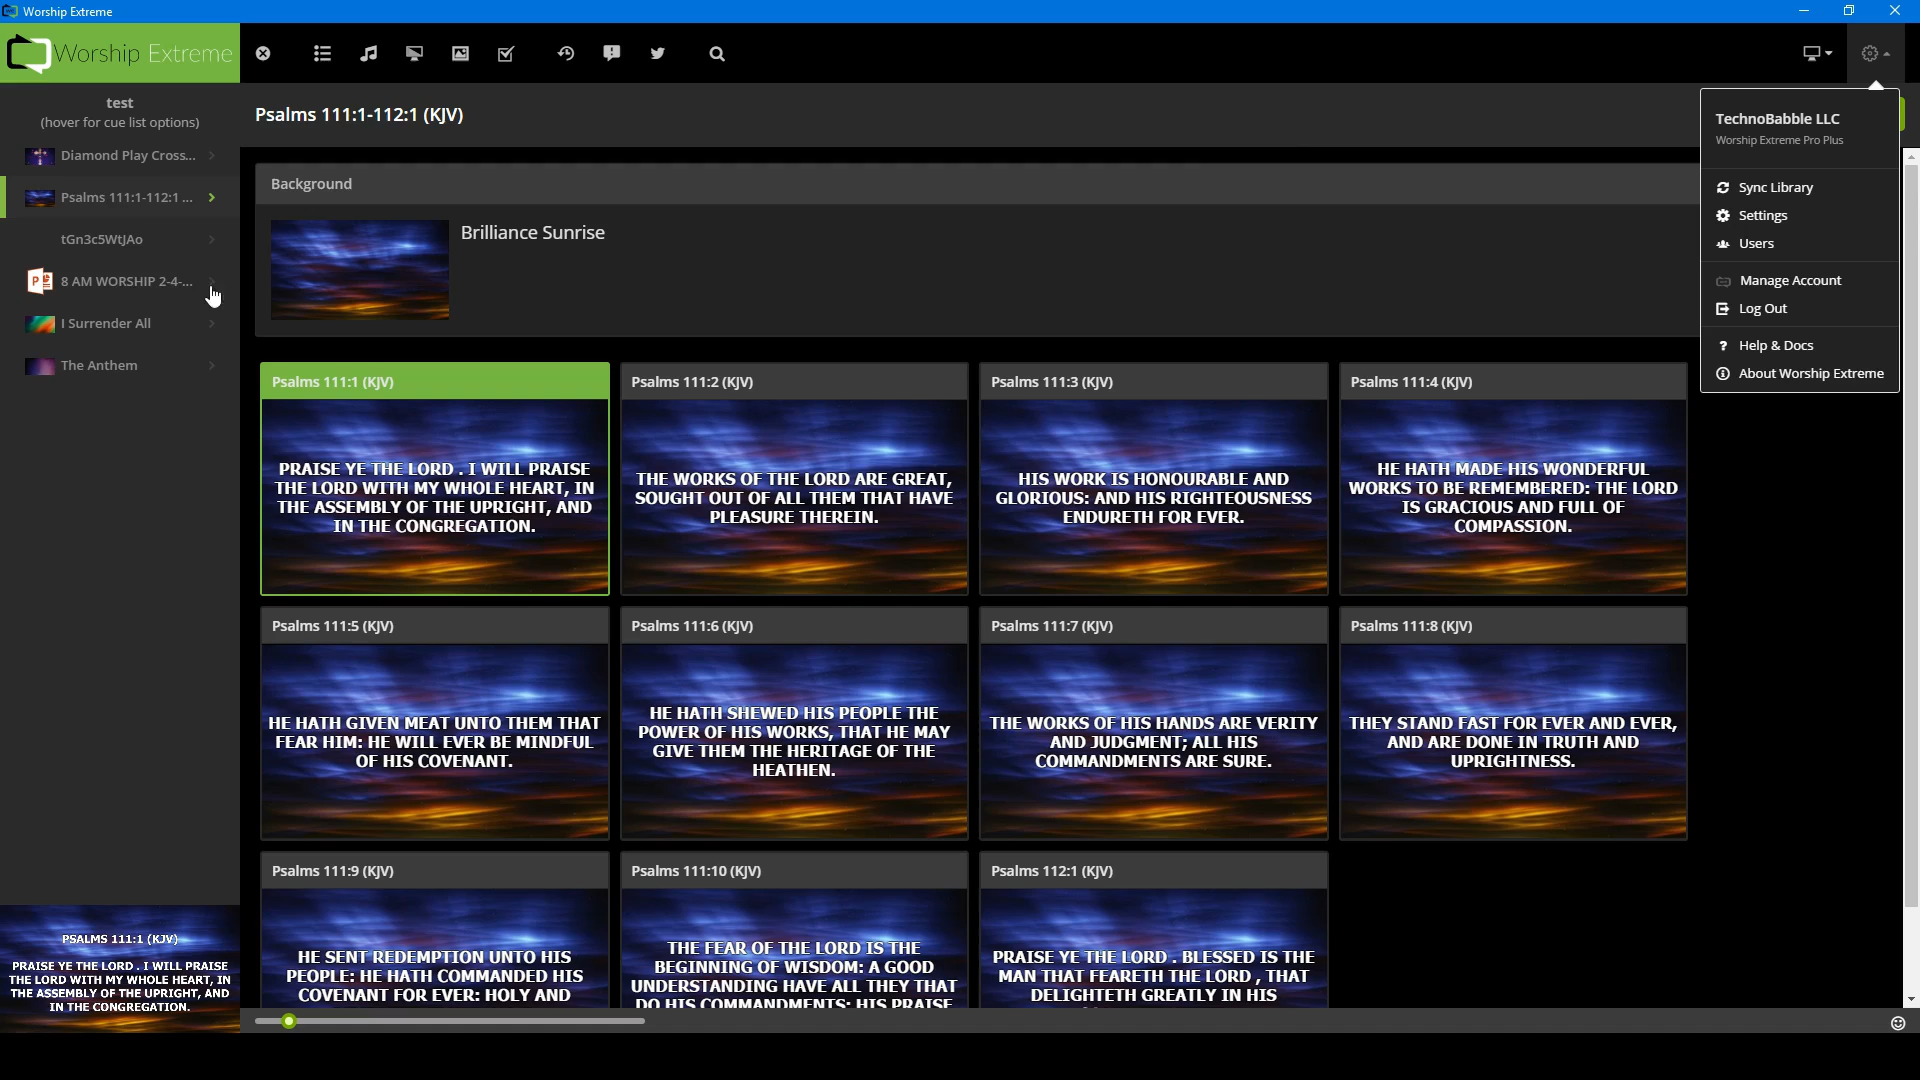 Worship Extreme
Worship Extreme
test
(hover for cue list options)
Diamond Play Cross...
Psalms 111:1-112:1 ...
tGn3c5WtJAo
8 AM WORSHIP 2-4-...
I Surrender All
The Anthem
PSALMS 111:1 (KJV)
PRAISE YE THE LORD . I WILL PRAISE
THE LORD WITH MY WHOLE HEART, IN
THE ASSEMBLY OF THE UPRIGHT, AND
IN THE CONGREGATION.
Psalms 111:1-112:1 (KJV)
Background
Brilliance Sunrise
Psalms 111:1 (KJV)
PRAISE YE THE LORD . I WILL PRAISE
THE LORD WITH MY WHOLE HEART, IN
THE ASSEMBLY OF THE UPRIGHT, AND
IN THE CONGREGATION.
Psalms 111:2 (KJV)
THE WORKS OF THE LORD ARE GREAT,
SOUGHT OUT OF ALL THEM THAT HAVE
PLEASURE THEREIN.
Psalms 111:3 (KJV)
HIS WORK IS HONOURABLE AND
GLORIOUS: AND HIS RIGHTEOUSNESS
ENDURETH FOR EVER.
Psalms 111:4 (KJV)
HE HATH MADE HIS WONDERFUL
WORKS TO BE REMEMBERED: THE LORD
IS GRACIOUS AND FULL OF
COMPASSION.
Psalms 111:5 (KJV)
HE HATH GIVEN MEAT UNTO THEM THAT
FEAR HIM: HE WILL EVER BE MINDFUL
OF HIS COVENANT.
Psalms 111:6 (KJV)
HE HATH SHEWED HIS PEOPLE THE
POWER OF HIS WORKS, THAT HE MAY
GIVE THEM THE HERITAGE OF THE
HEATHEN.
Psalms 111:7 (KJV)
THE WORKS OF HIS HANDS ARE VERITY
AND JUDGMENT; ALL HIS
COMMANDMENTS ARE SURE.
Psalms 111:8 (KJV)
THEY STAND FAST FOR EVER AND EVER,
AND ARE DONE IN TRUTH AND
UPRIGHTNESS.
Psalms 111:9 (KJV)
HE SENT REDEMPTION UNTO HIS
PEOPLE: HE HATH COMMANDED HIS
COVENANT FOR EVER: HOLY AND
Psalms 111:10 (KJV)
THE FEAR OF THE LORD IS THE
BEGINNING OF WISDOM: A GOOD
UNDERSTANDING HAVE ALL THEY THAT
DO HIS COMMANDMENTS: HIS PRAISE
Psalms 112:1 (KJV)
PRAISE YE THE LORD . BLESSED IS THE
MAN THAT FEARETH THE LORD , THAT
DELIGHTETH GREATLY IN HIS
TechnoBabble LLC
Worship Extreme Pro Plus
Sync Library
Settings
Users
Manage Account
Log Out
Help & Docs
About Worship Extreme